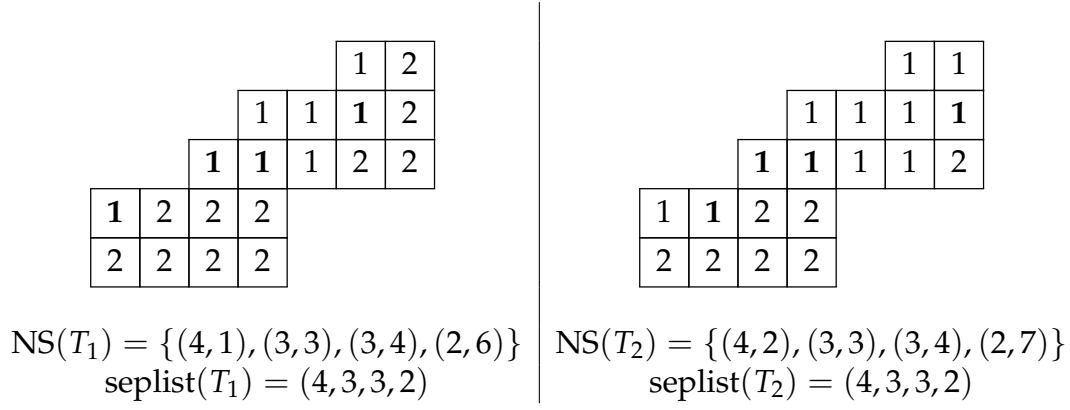 1 2
1 1 1 2
1 1 1 2 2
1 2 2 2
2 2 2 2
NS(T₁) = {(4, 1), (3, 3), (3, 4), (2, 6)}
seplist(T₁) = (4, 3, 3, 2)
1 1
1 1 1 1
1 1 1 1 2
1 1 2 2
2 2 2 2
NS(T₂) = {(4, 2), (3, 3), (3, 4), (2, 7)}
seplist(T₂) = (4, 3, 3, 2)